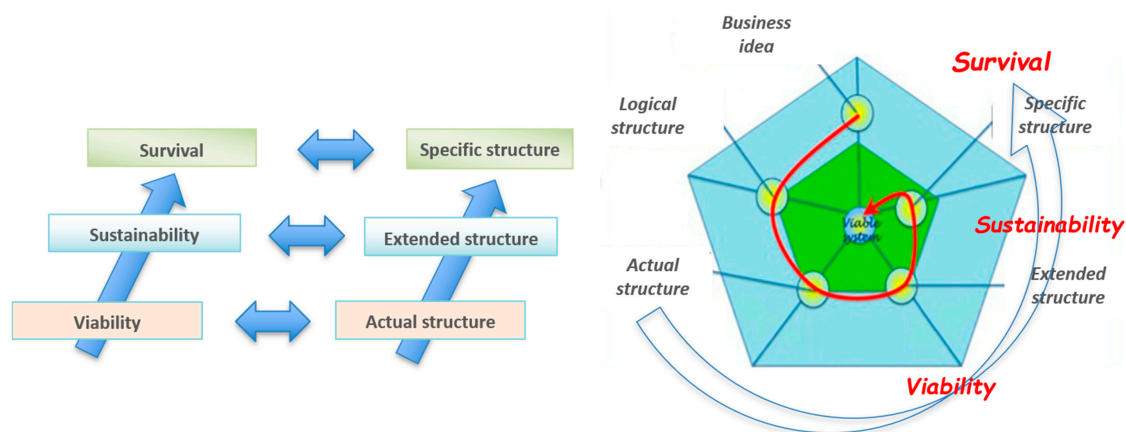 Survival
Specific structure
Sustainability
Extended structure
Viability
Actual structure
Business
idea
Survival
Logical
structure
Specific
structure
Viable
system
Sustainability
Actual
structure
Extended
structure
Viability